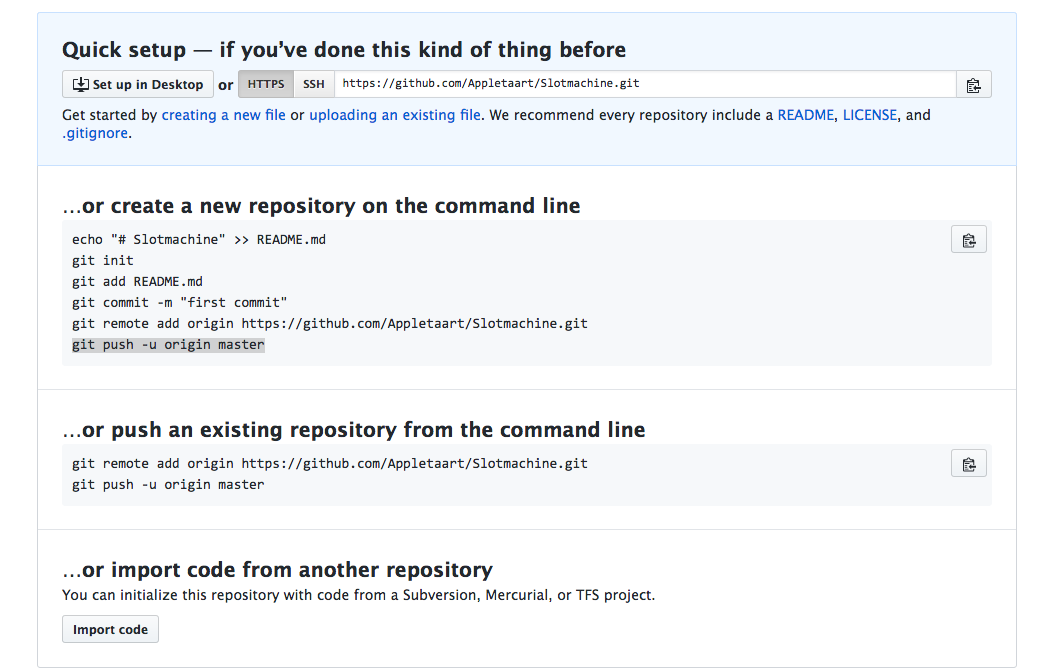 Quick setup — if you’ve done this kind of thing before
Set up in Desktop or HTTPS SSH https://github.com/Appletaart/Slotmachine.git
Get started by creating a new file or uploading an existing file. We recommend every repository include a README, LICENSE, and
.gitignore.
…or create a new repository on the command line
echo "# Slotmachine" >> README.md
git init
git add README.md
git commit -m "first commit"
git remote add origin https://github.com/Appletaart/Slotmachine.git
git push -u origin master
…or push an existing repository from the command line
git remote add origin https://github.com/Appletaart/Slotmachine.git
git push -u origin master
…or import code from another repository
You can initialize this repository with code from a Subversion, Mercurial, or TFS project.
Import code